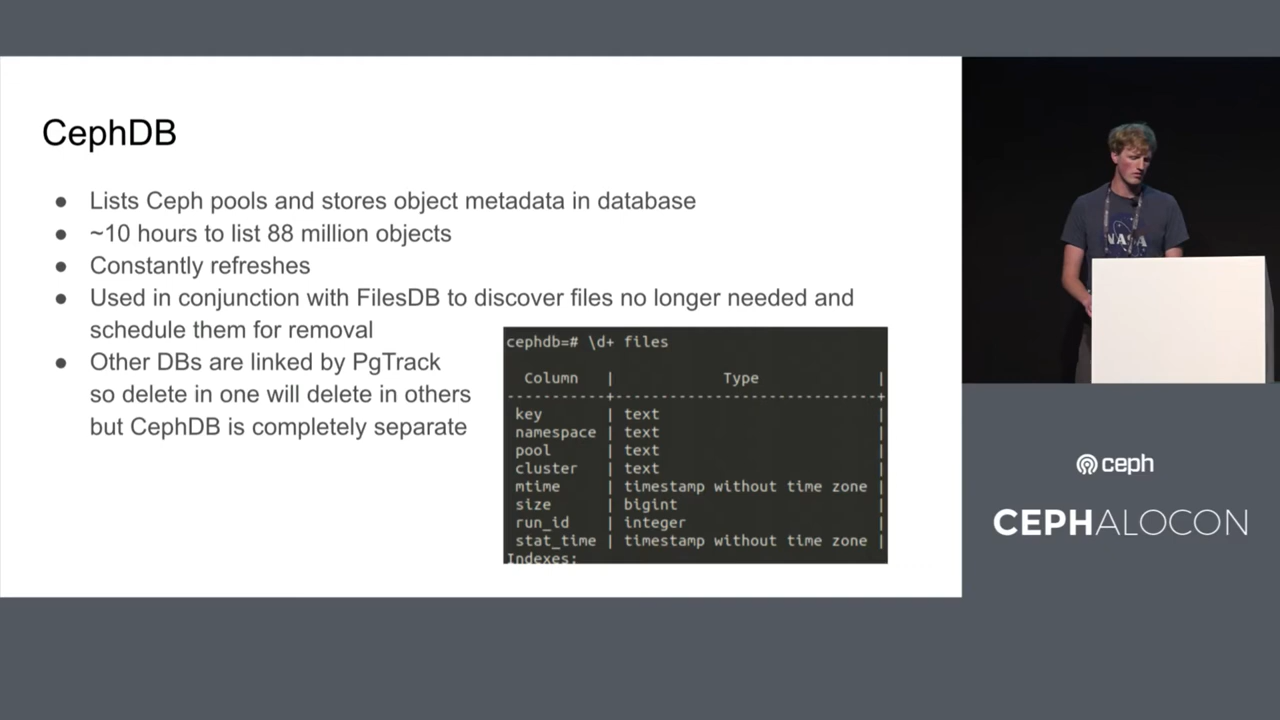 CephDB
● Lists Ceph pools and stores object metadata in database
● ~10 hours to list 88 million objects
● Constantly refreshes
● Used in conjunction with FilesDB to discover files no longer needed and
schedule them for removal
● Other DBs are linked by PgTrack
so delete in one will delete in others
but CephDB is completely separate
cephdb=# \d+ files
Column | Type |
-----------+-----------------------------+
key | text |
namespace | text |
pool | text |
cluster | text |
mtime | timestamp without time zone |
size | bigint |
run_id | integer |
stat_time | timestamp without time zone |
Indexes:
NASA
ceph
CEPHALOCON